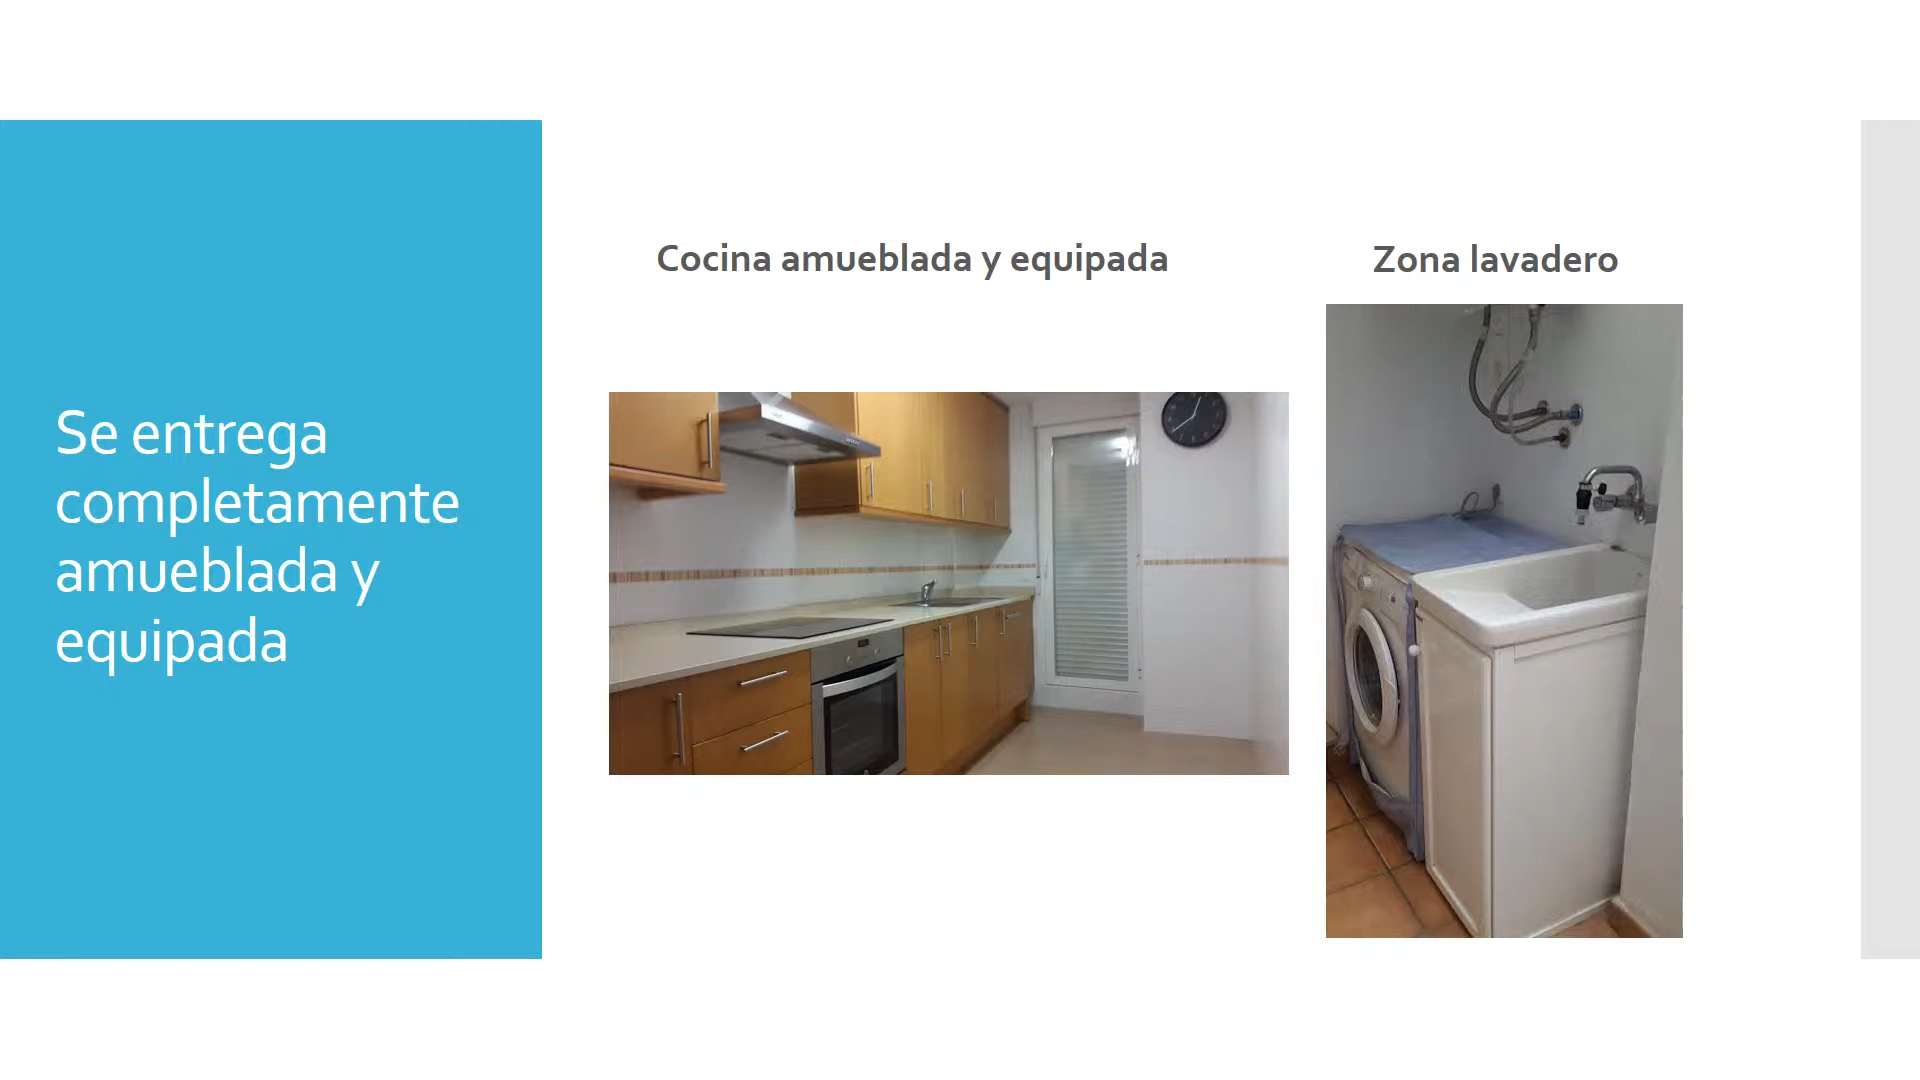 Se entrega
completamente
amueblada y
equipada
Cocina amueblada y equipada
Zona lavadero